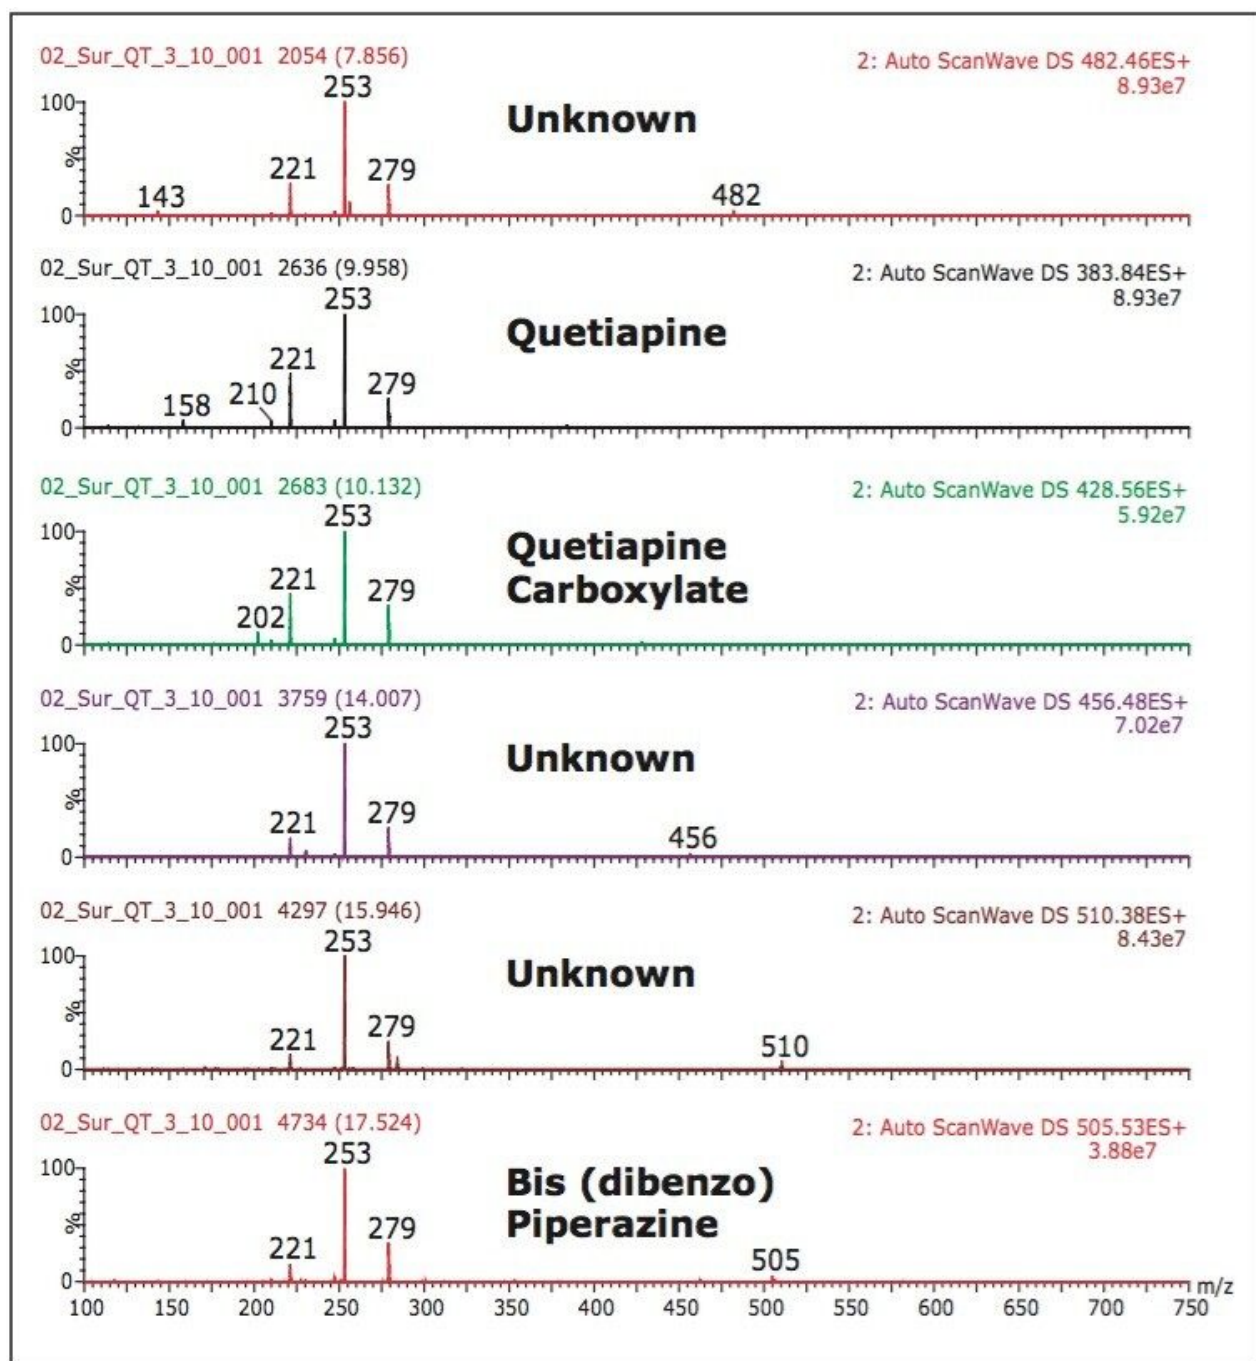 02_Sur_QT_3_10_001 2054 (7.856)
2: Auto ScanWave DS 482.46ES+
8.93e7
Unknown
100
%
0
143
221
253
279
482
02_Sur_QT_3_10_001 2636 (9.958)
2: Auto ScanWave DS 383.84ES+
8.93e7
Quetiapine
100
%
0
158
210
221
253
279
02_Sur_QT_3_10_001 2683 (10.132)
2: Auto ScanWave DS 428.56ES+
5.92e7
Quetiapine
Carboxylate
100
%
0
202
221
253
279
02_Sur_QT_3_10_001 3759 (14.007)
2: Auto ScanWave DS 456.48ES+
7.02e7
Unknown
100
%
0
221
253
279
456
02_Sur_QT_3_10_001 4297 (15.946)
2: Auto ScanWave DS 510.38ES+
8.43e7
Unknown
100
%
0
221
253
279
510
02_Sur_QT_3_10_001 4734 (17.524)
2: Auto ScanWave DS 505.53ES+
3.88e7
Bis (dibenzo)
Piperazine
100
%
0
221
253
279
505
100 150 200 250 300 350 400 450 500 550 600 650 700 750 m/z